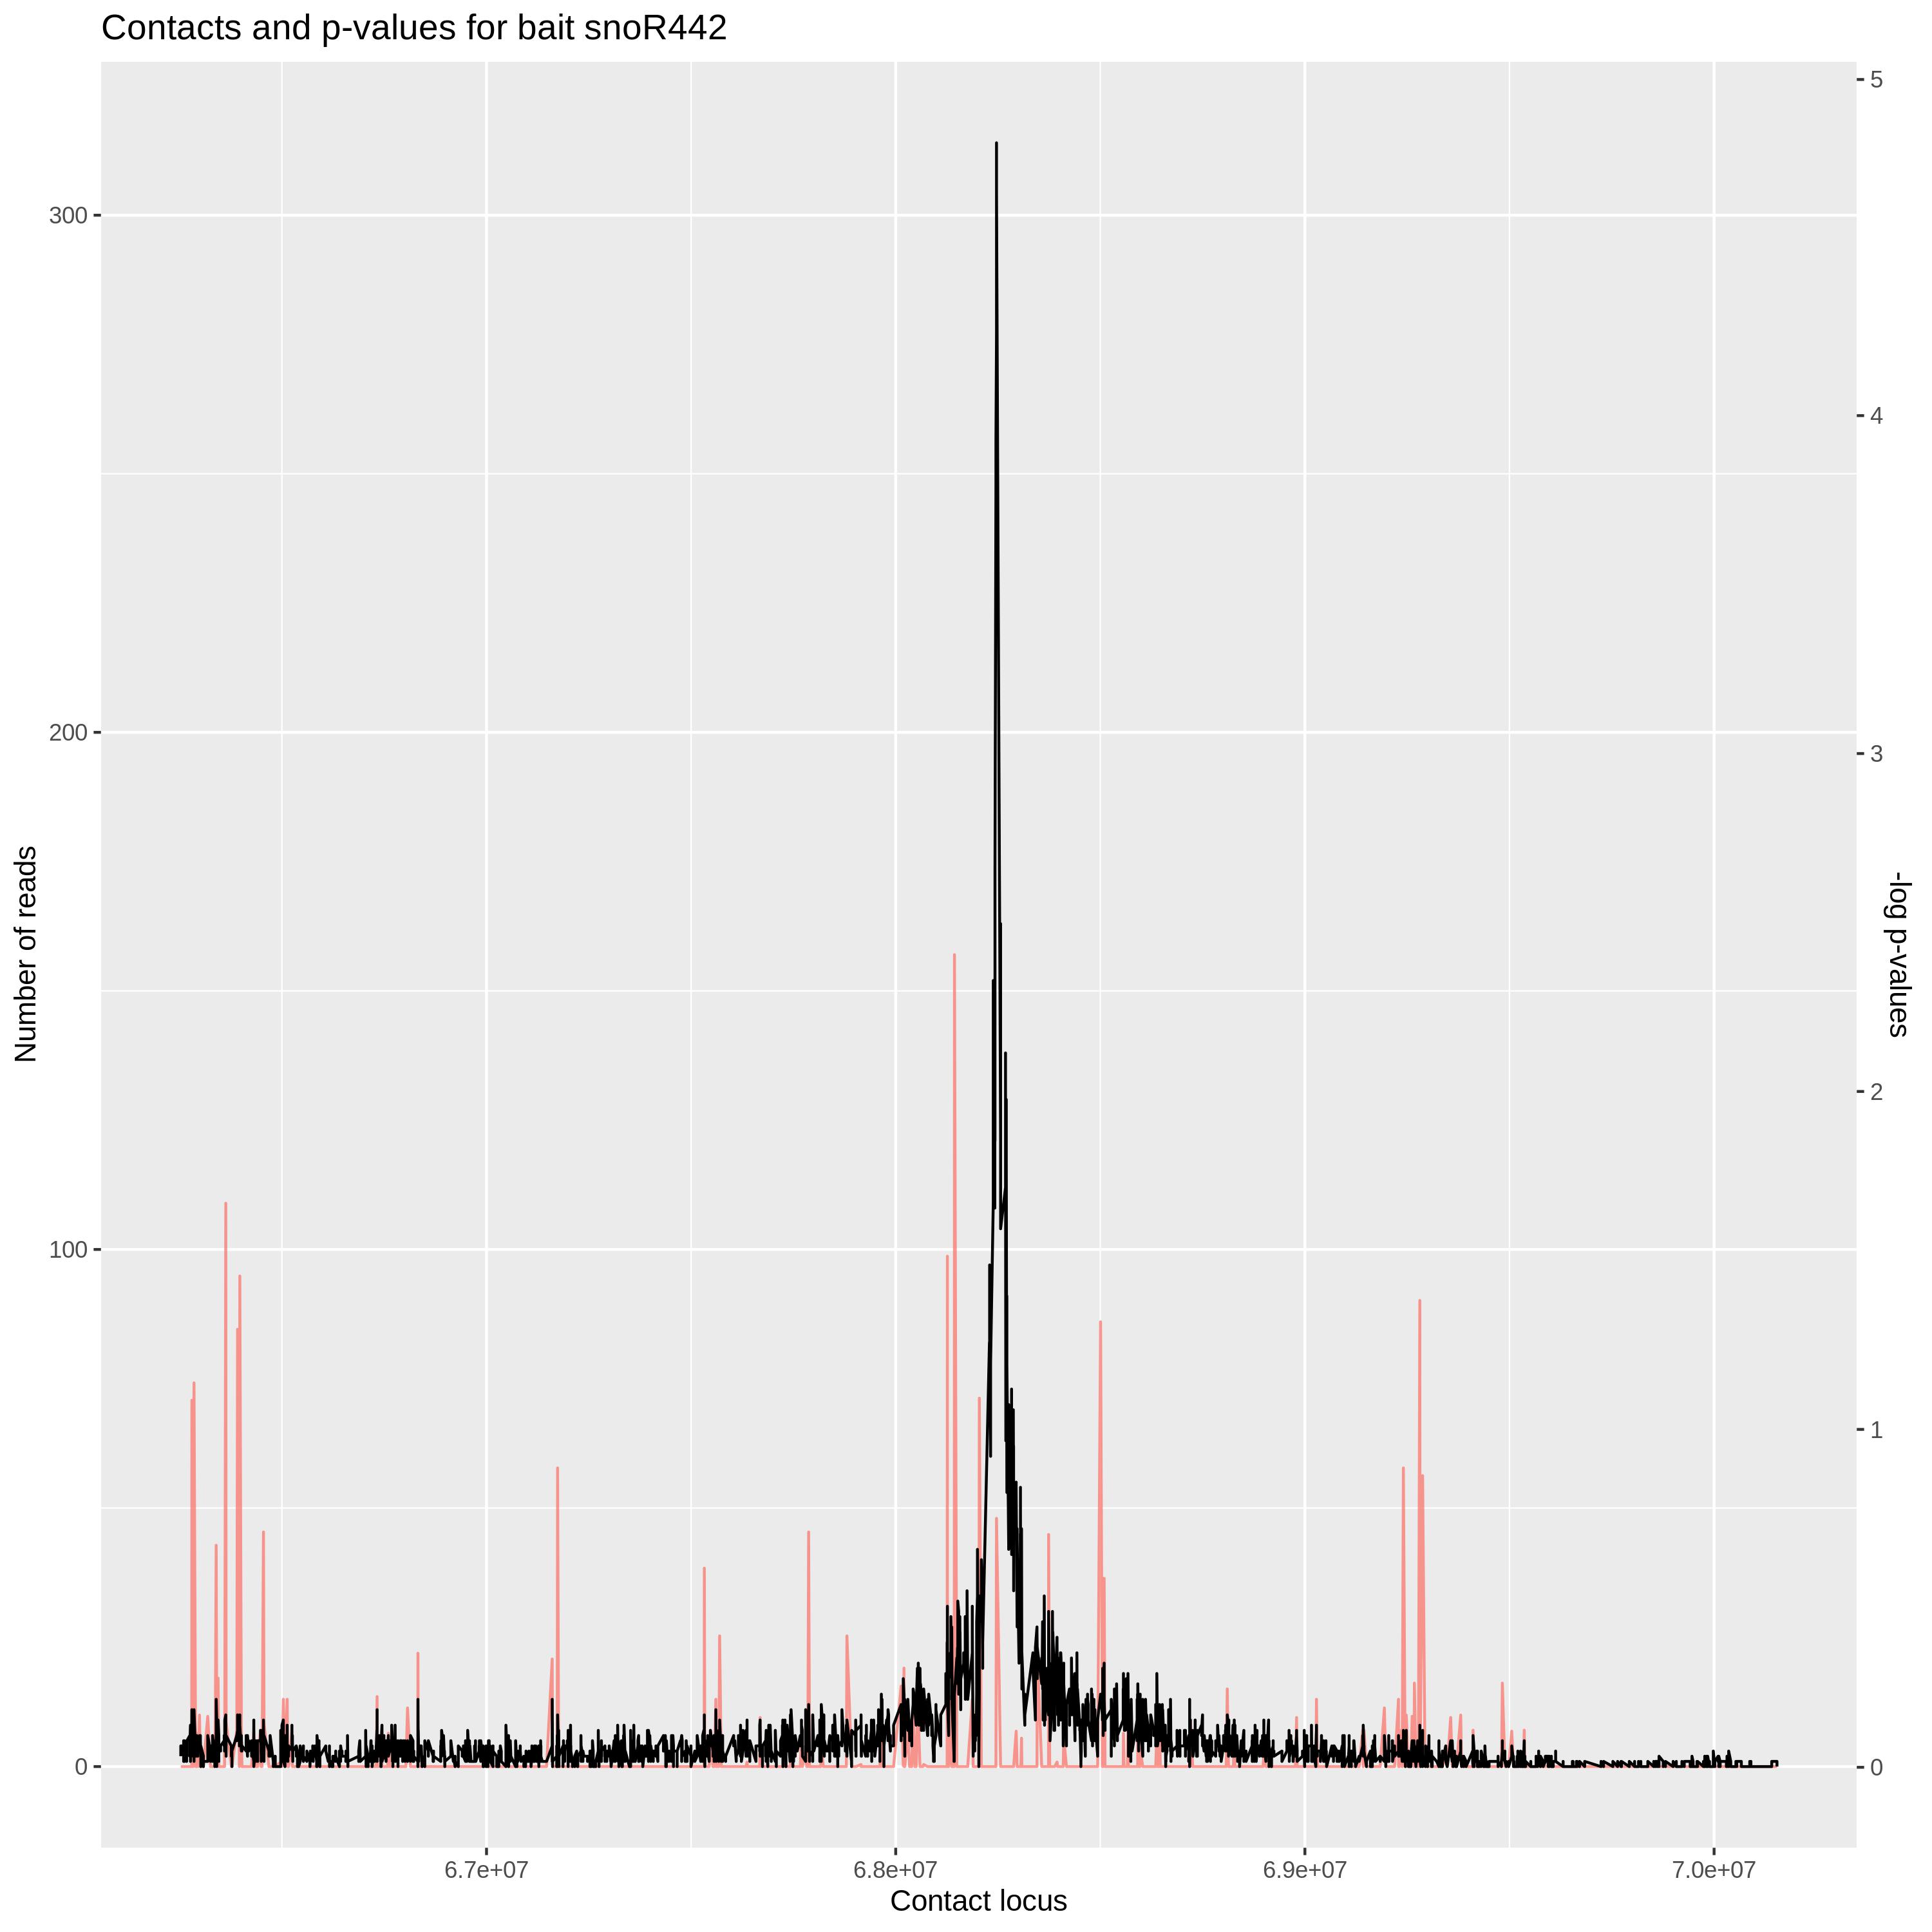 Contacts and p-values for bait snoR442
5
300
4
200
3
Number of reads
-log p-values
2
100
1
0
0
6.7e+07
6.8e+07
6.9e+07
7.0e+07
Contact locus